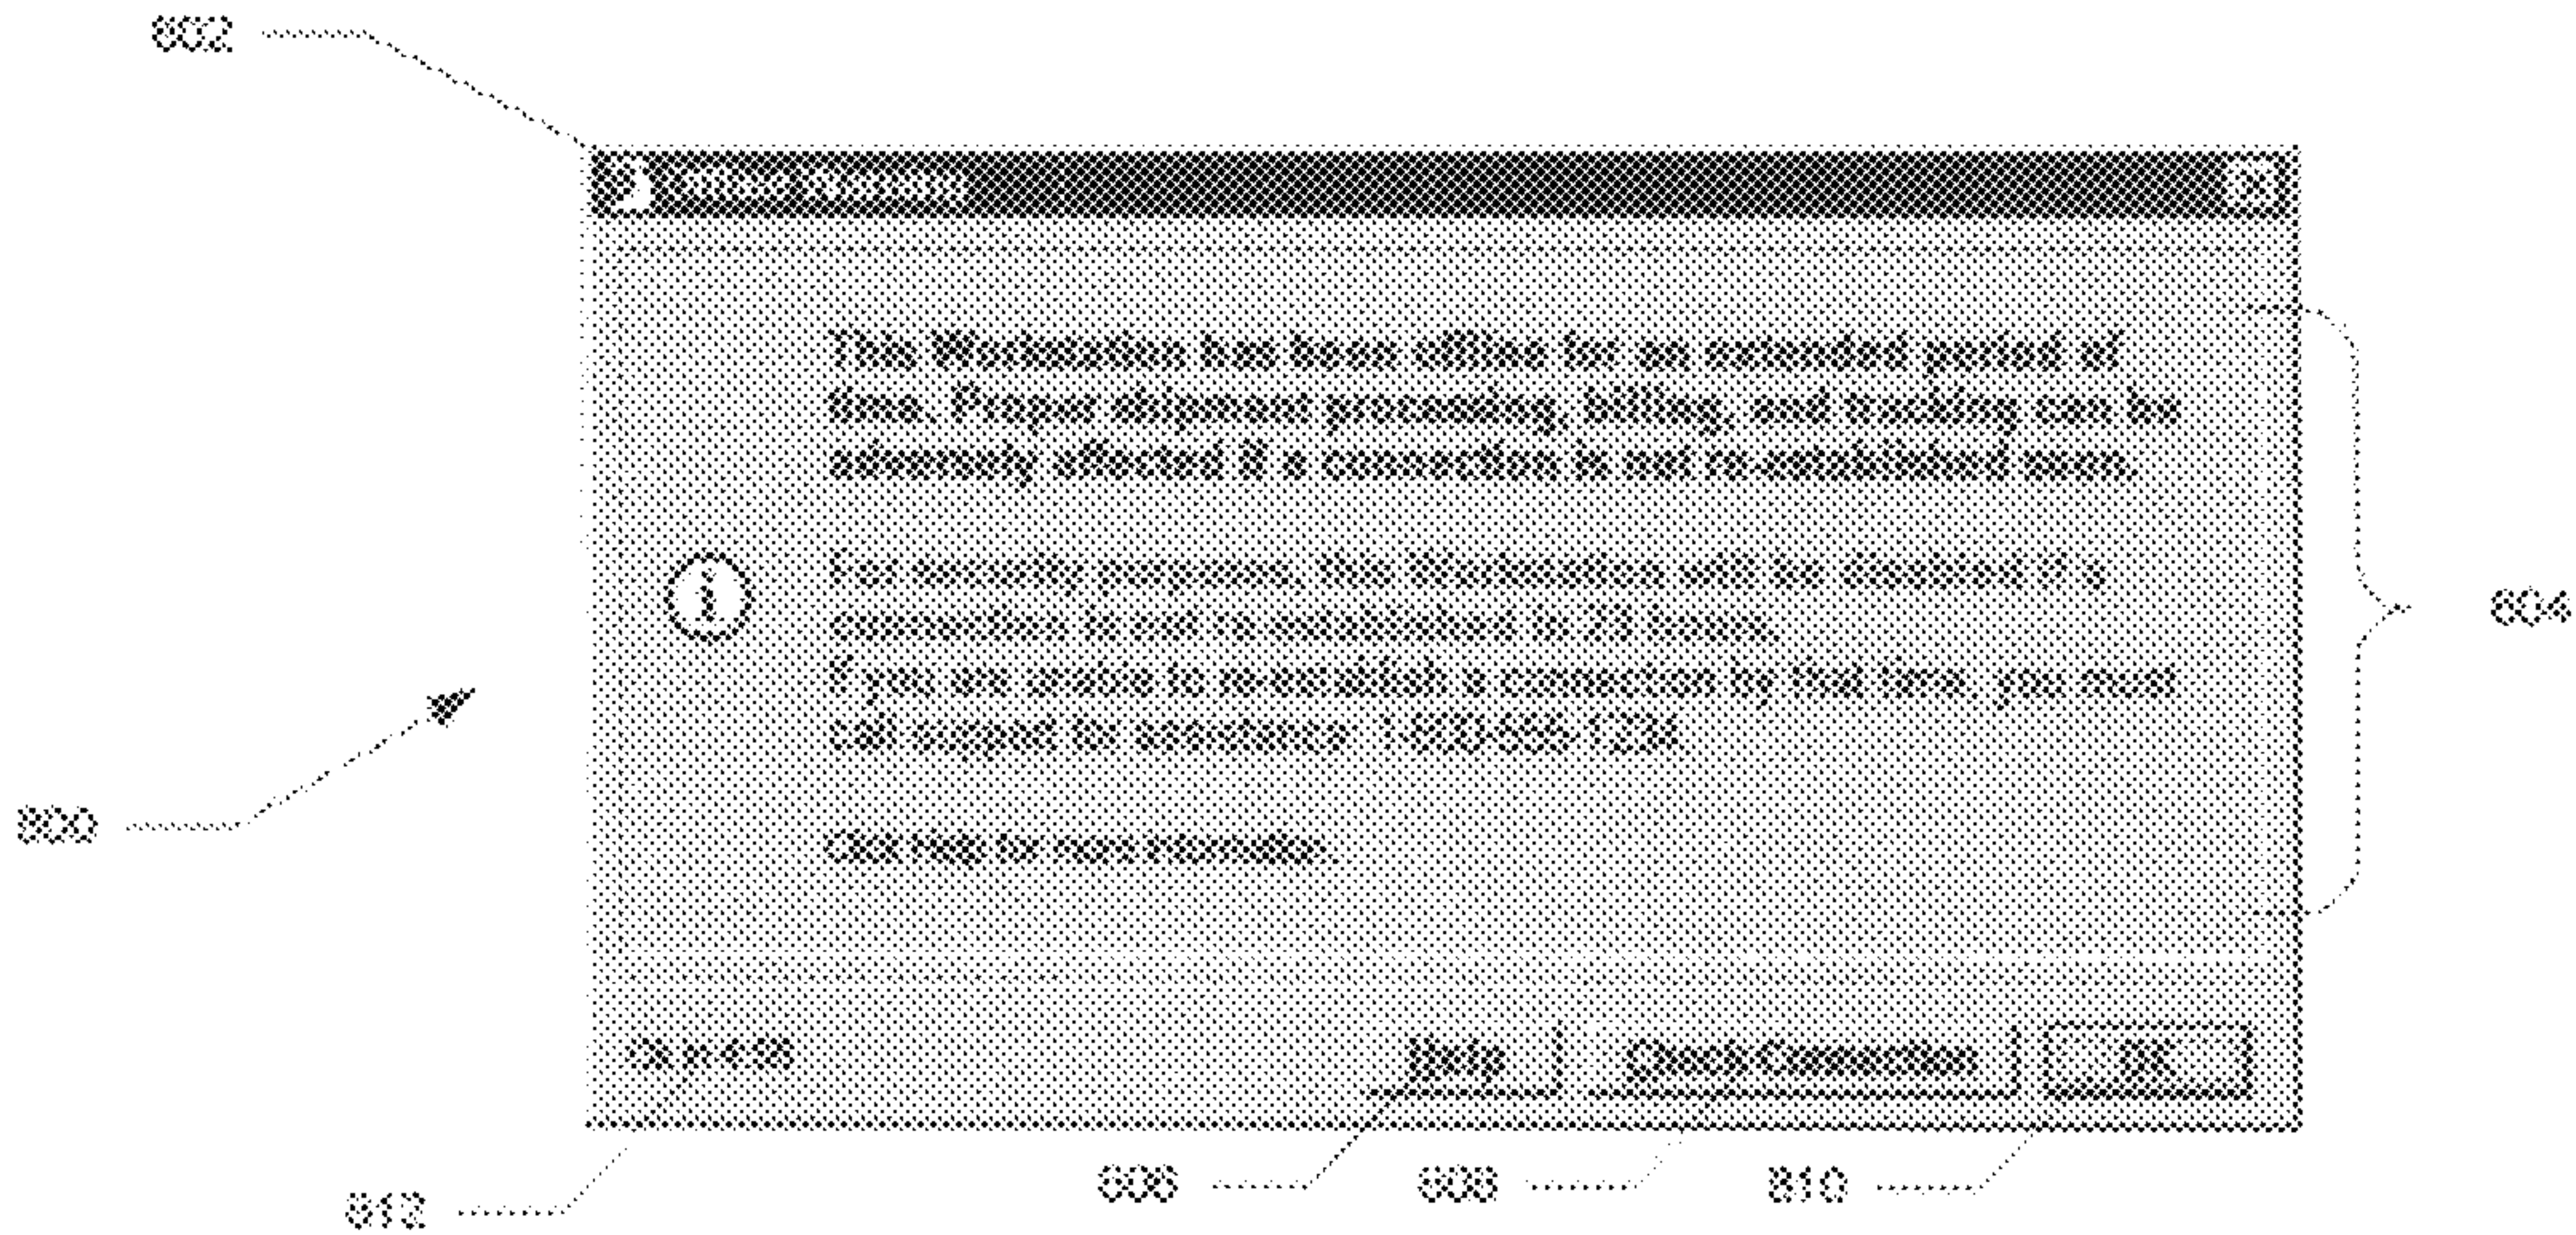 802
This Workstation has been offline for an extended period of
time. Proper shipment processing, billing, and tracking can be
adversely affected if a connection is not re-established soon.
For security purposes, this Workstation will be disabled if a
connection is not re-established in 23 hours.
If you are unable to re-establish a connection by that time, you must
call support for assistance:
804
800
Click Help for more information.
Help
Check Connection
OK
812
806
808
810